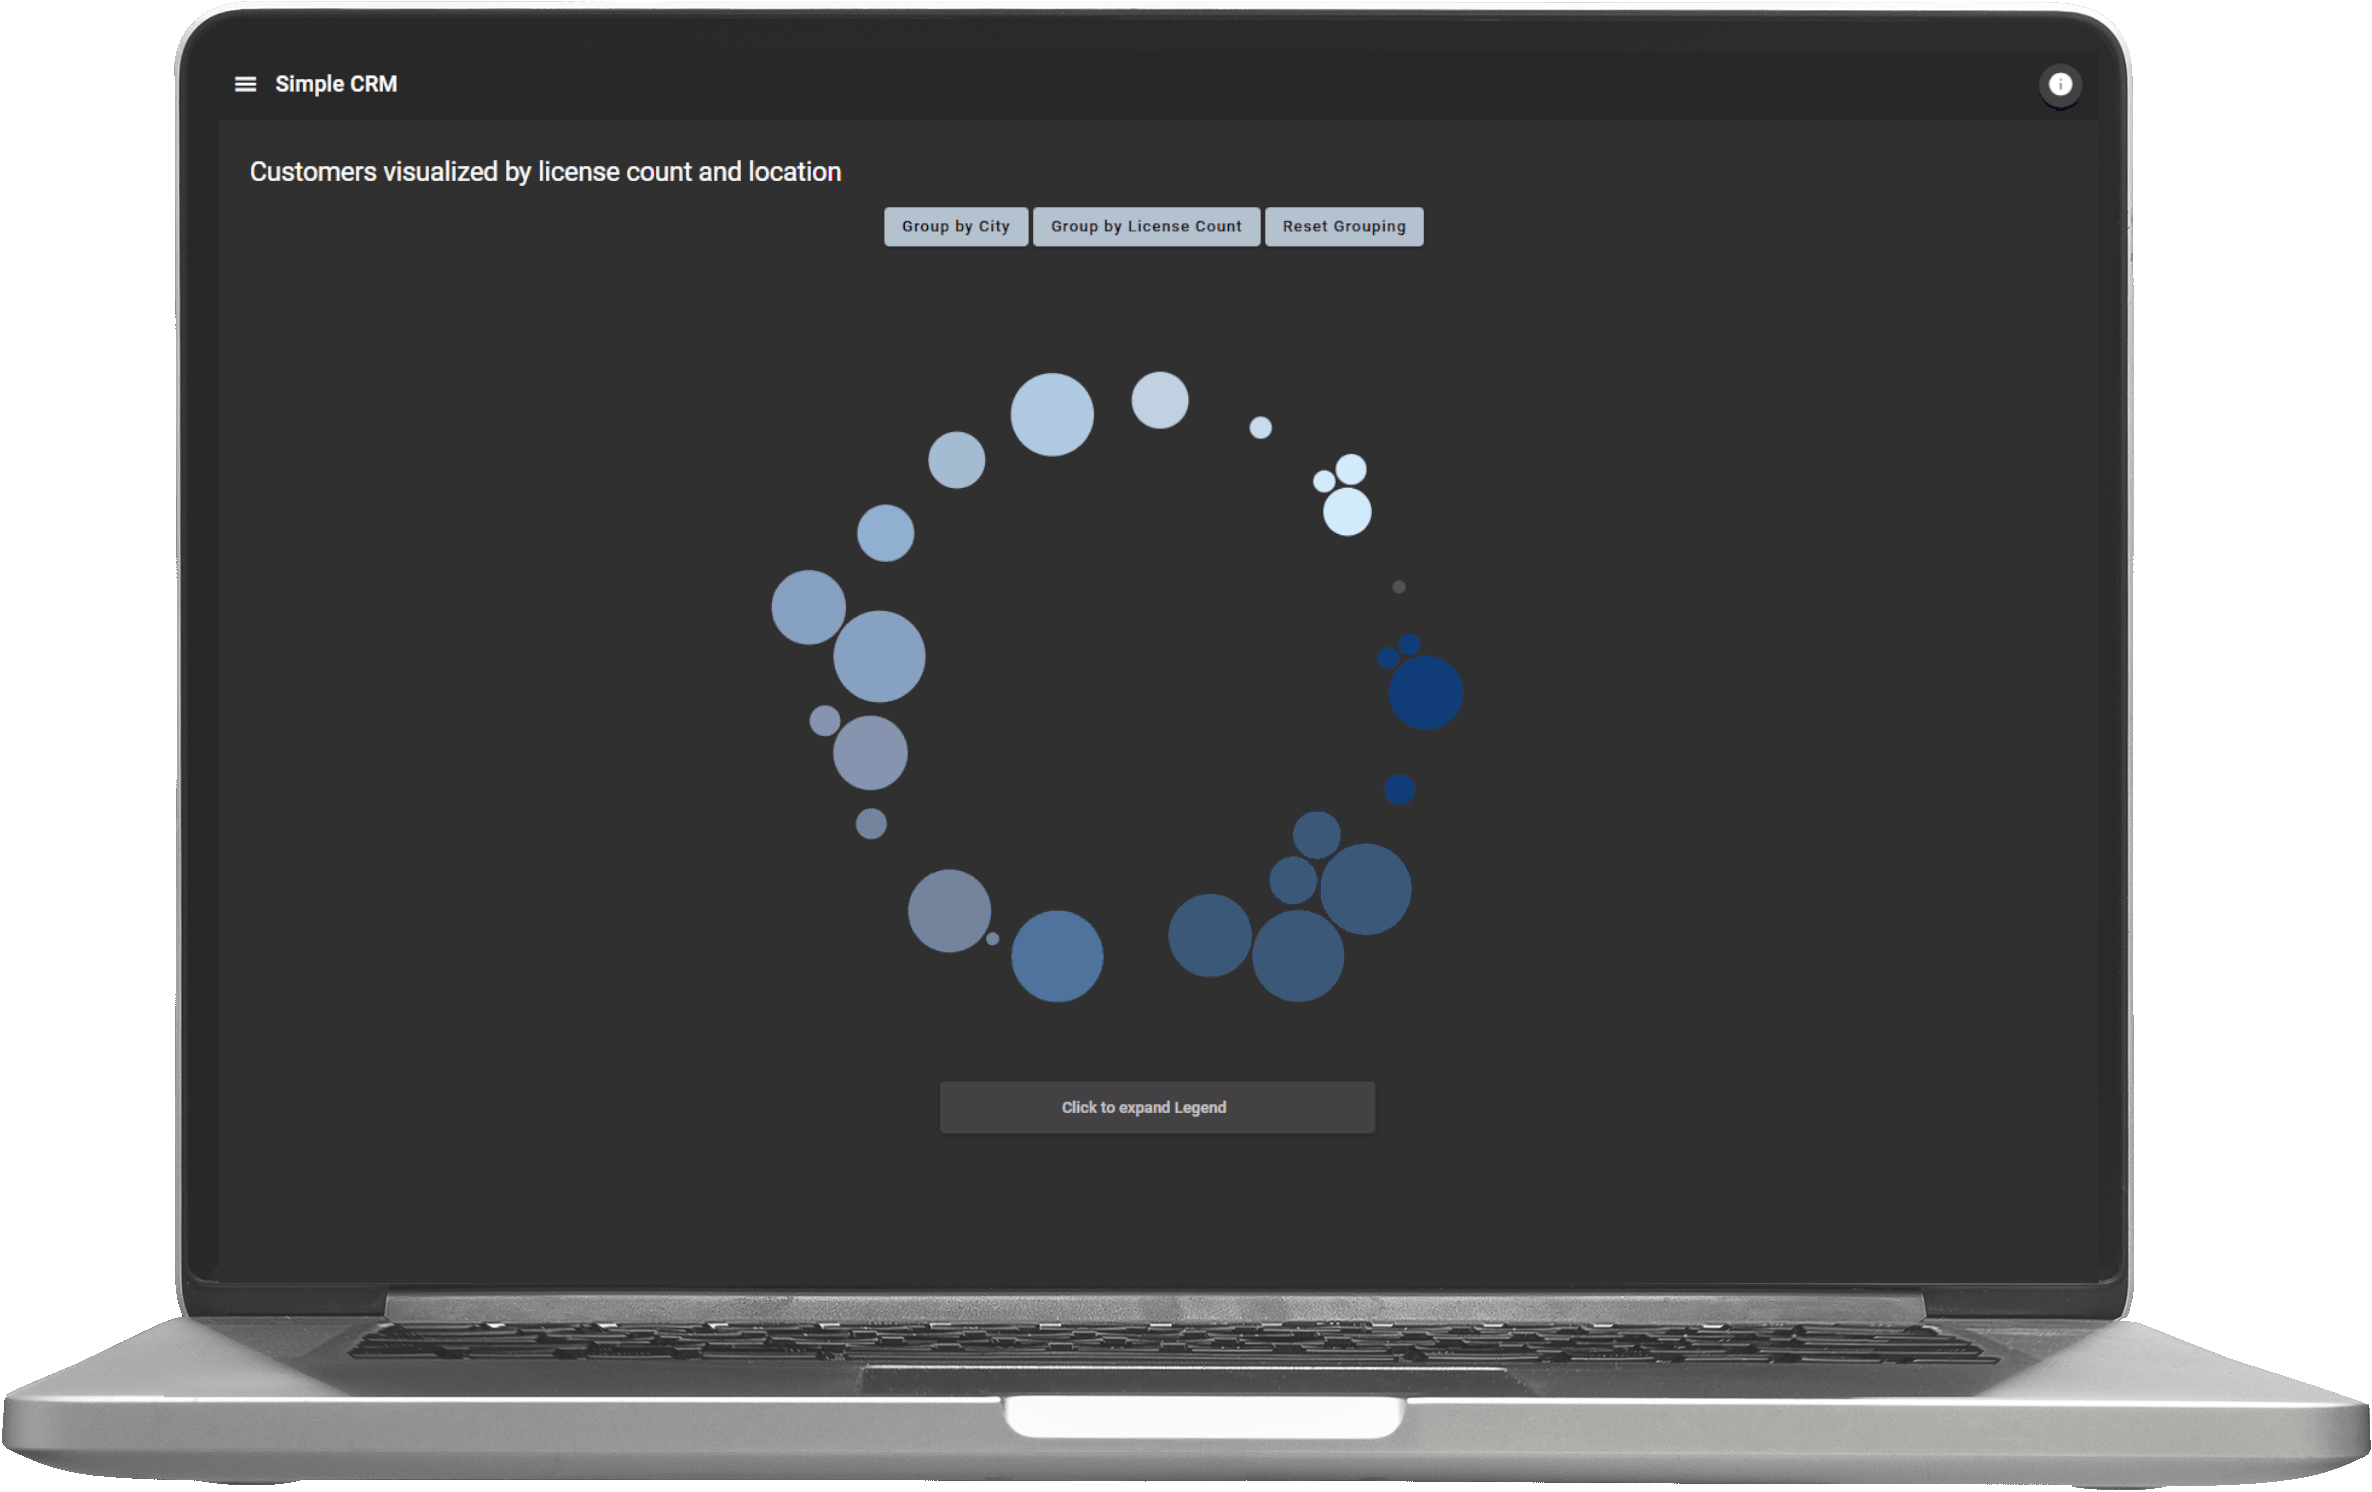 Simple CRM
Customers visualized by license count and location
Group by City Group by License Count Reset Grouping
Click to expand Legend